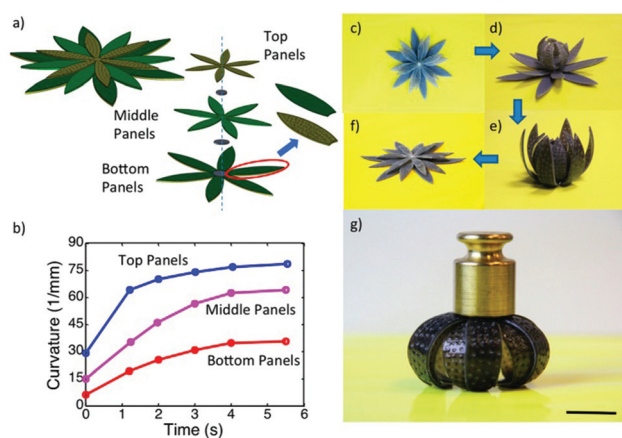 a)
Top
Panels
Middle
Panels
Bottom
Panels
b)
Curvature (1/mm)
90
75
60
45
30
15
0
Top Panels
Middle Panels
Bottom Panels
0
1
2
3
4
5
6
Time (s)
c)
d)
f)
e)
g)